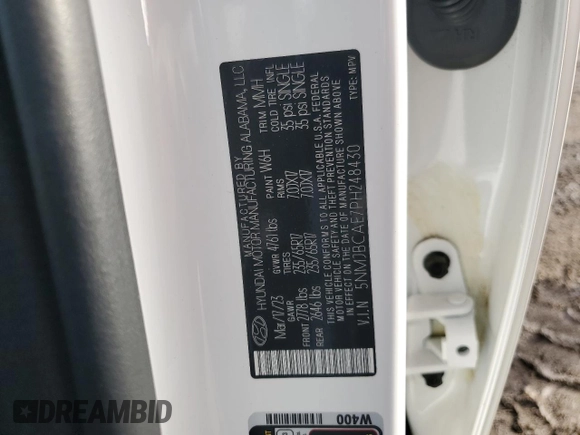 MANUFACTURED BY
HYUNDAI MOTOR MANUFACTURING ALABAMA, LLC
Mar/17/23 GVWR 4761 lbs PAINT W6H TRIM MMH
GAWR TIRES RIMS COLD TIRE INFL
FRONT 2778 lbs 235/65R17 7.0JX17 35 psi SINGLE
REAR 2646 lbs 235/65R17 7.0JX17 35 psi SINGLE
THIS VEHICLE CONFORMS TO ALL APPLICABLE U.S.A. FEDERAL
MOTOR VEHICLE SAFETY AND THEFT PREVENTION STANDARDS
IN EFFECT ON THE DATE OF MANUFACTURE SHOWN ABOVE
V.I.N 5NMJBCAE7PH248430 TYPE: MPV
W400
DREAMBID